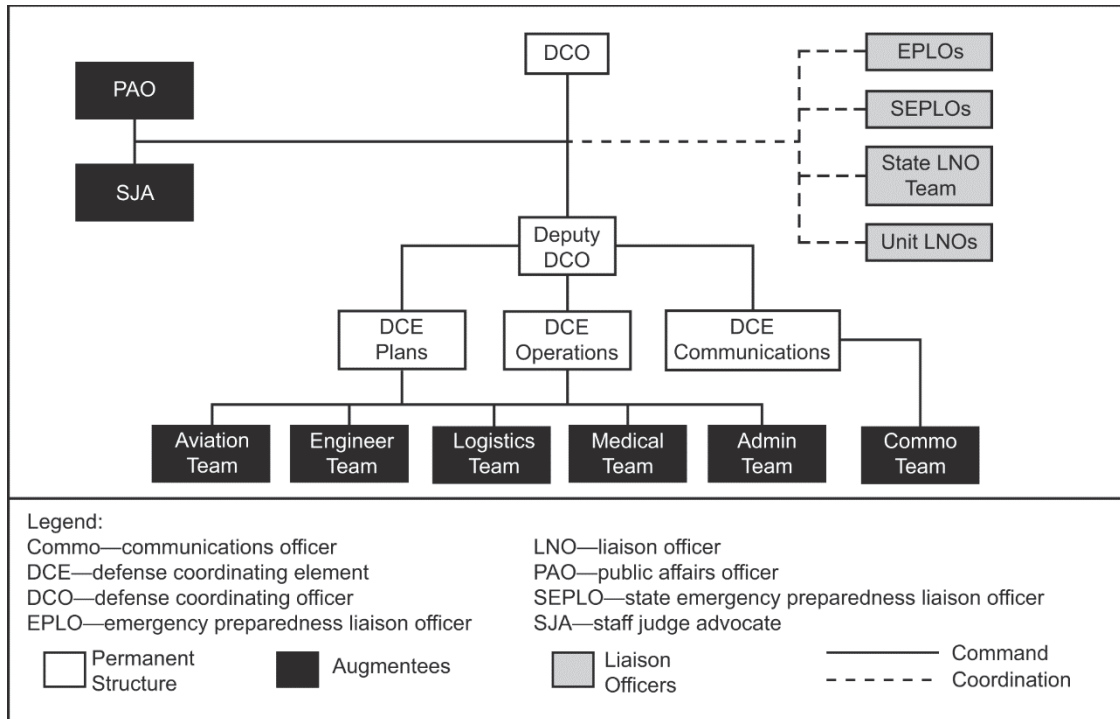 DCO
PAO
SJA
EPLOs
SEPLOs
State LNO
Team
Unit LNOs
Deputy
DCO
DCE
Plans
DCE
Operations
DCE
Communications
Aviation
Team
Engineer
Team
Logistics
Team
Medical
Team
Admin
Team
Commo
Team
Legend:
Commo—communications officer
DCE—defense coordinating element
DCO—defense coordinating officer
EPLO—emergency preparedness liaison officer
LNO—liaison officer
PAO—public affairs officer
SEPLO—state emergency preparedness liaison officer
SJA—staff judge advocate
Permanent
Structure
Augmentees
Liaison
Officers
Command
Coordination